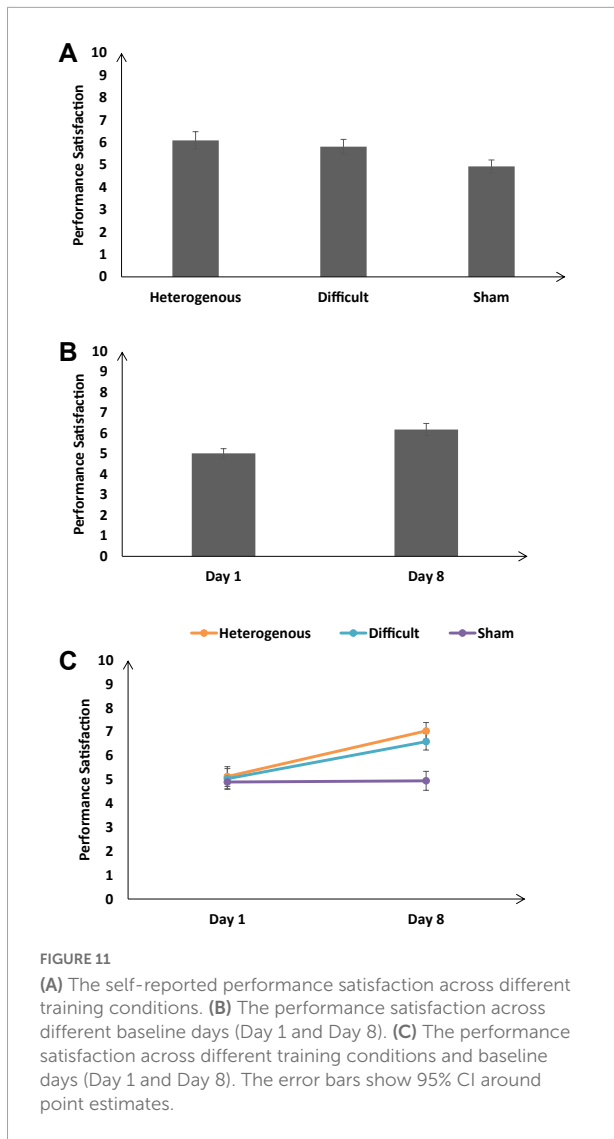 A
Performance Satisfaction
10
9
8
7
6
5
4
3
2
1
0
Heterogenous Difficult Sham
B
Performance Satisfaction
10
9
8
7
6
5
4
3
2
1
0
Day 1 Day 8
Heterogenous Difficult Sham
C
Performance Satisfaction
10
9
8
7
6
5
4
3
2
1
0
Day 1 Day 8
FIGURE 11
(A) The self-reported performance satisfaction across different
training conditions. (B) The performance satisfaction across
different baseline days (Day 1 and Day 8). (C) The performance
satisfaction across different training conditions and baseline
days (Day 1 and Day 8). The error bars show 95% CI around
point estimates.